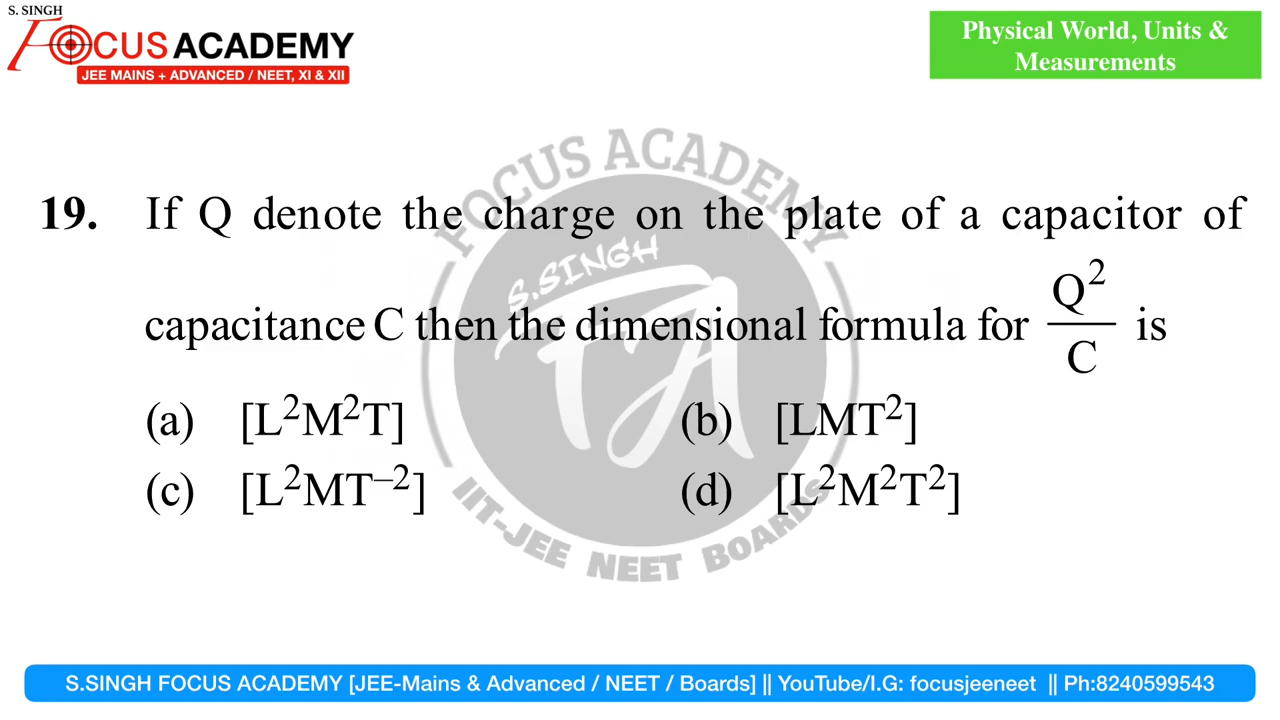 S. SINGH
FOCUS ACADEMY
JEE MAINS + ADVANCED / NEET, XI & XII
Physical World, Units &
Measurements
FOCUS ACADEMY
S.SINGH
FA
IIT-JEE NEET BOARDS
19. If Q denote the charge on the plate of a capacitor of
capacitance C then the dimensional formula for Q²/C is
(a) [L²M²T] (b) [LMT²]
(c) [L²MT⁻²] (d) [L²M²T²]
S.SINGH FOCUS ACADEMY [JEE-Mains & Advanced / NEET / Boards] || YouTube/I.G: focusjeeneet || Ph:8240599543